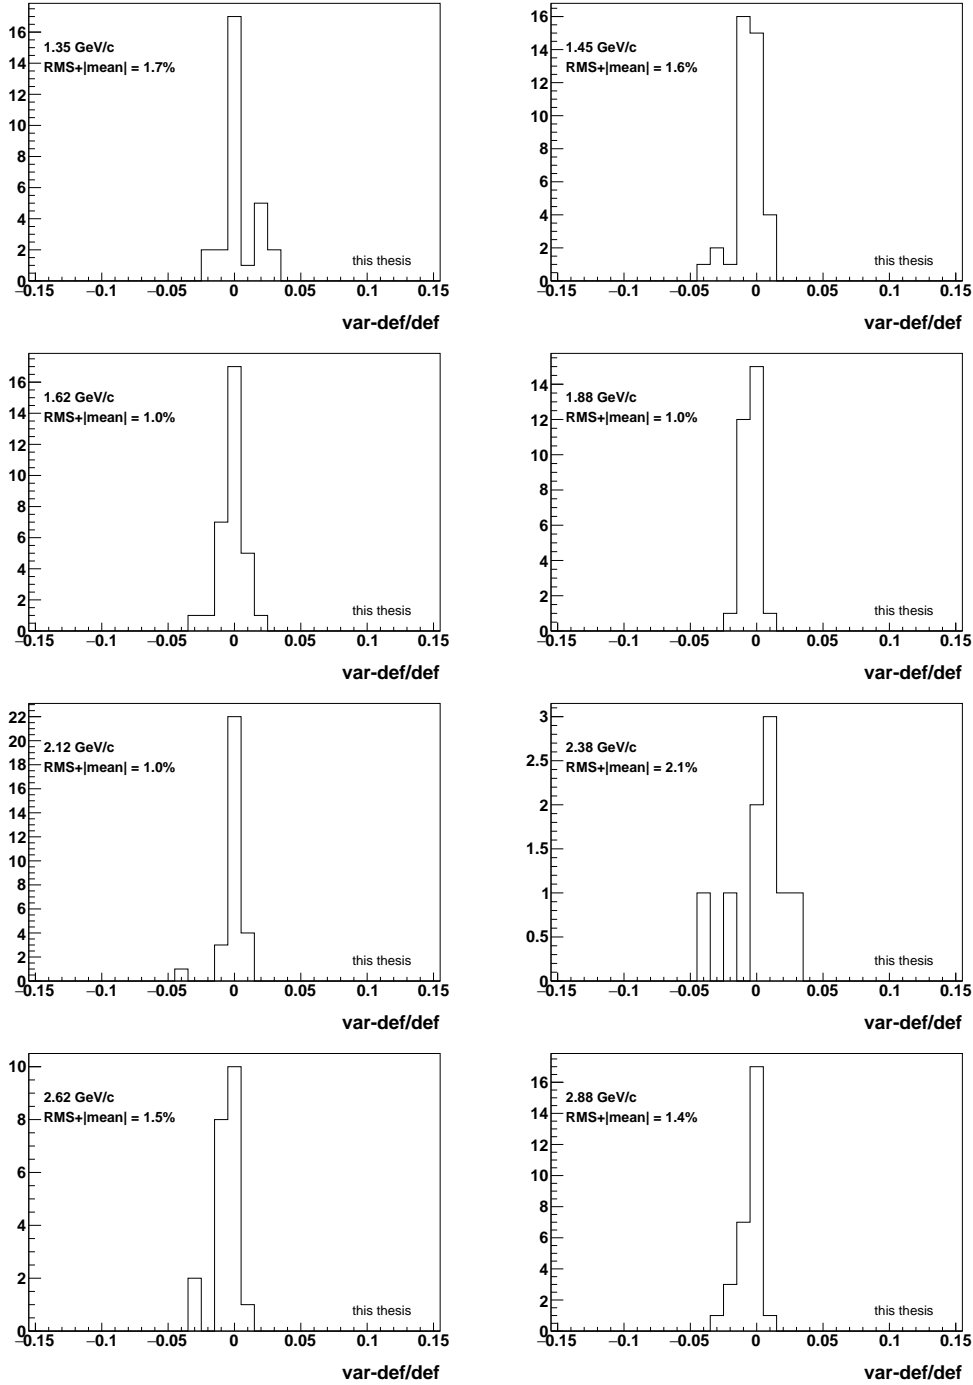 16
14
12
10
8
6
4
2
0
1.35 GeV/c
RMS+|mean| = 1.7%
this thesis
−0.15 −0.1 −0.05 0 0.05 0.1 0.15
var-def/def
16
14
12
10
8
6
4
2
0
1.45 GeV/c
RMS+|mean| = 1.6%
this thesis
−0.15 −0.1 −0.05 0 0.05 0.1 0.15
var-def/def
16
14
12
10
8
6
4
2
0
1.62 GeV/c
RMS+|mean| = 1.0%
this thesis
−0.15 −0.1 −0.05 0 0.05 0.1 0.15
var-def/def
14
12
10
8
6
4
2
0
1.88 GeV/c
RMS+|mean| = 1.0%
this thesis
−0.15 −0.1 −0.05 0 0.05 0.1 0.15
var-def/def
22
20
18
16
14
12
10
8
6
4
2
0
2.12 GeV/c
RMS+|mean| = 1.0%
this thesis
−0.15 −0.1 −0.05 0 0.05 0.1 0.15
var-def/def
3
2.5
2
1.5
1
0.5
0
2.38 GeV/c
RMS+|mean| = 2.1%
this thesis
−0.15 −0.1 −0.05 0 0.05 0.1 0.15
var-def/def
10
8
6
4
2
0
2.62 GeV/c
RMS+|mean| = 1.5%
this thesis
−0.15 −0.1 −0.05 0 0.05 0.1 0.15
var-def/def
16
14
12
10
8
6
4
2
0
2.88 GeV/c
RMS+|mean| = 1.4%
this thesis
−0.15 −0.1 −0.05 0 0.05 0.1 0.15
var-def/def